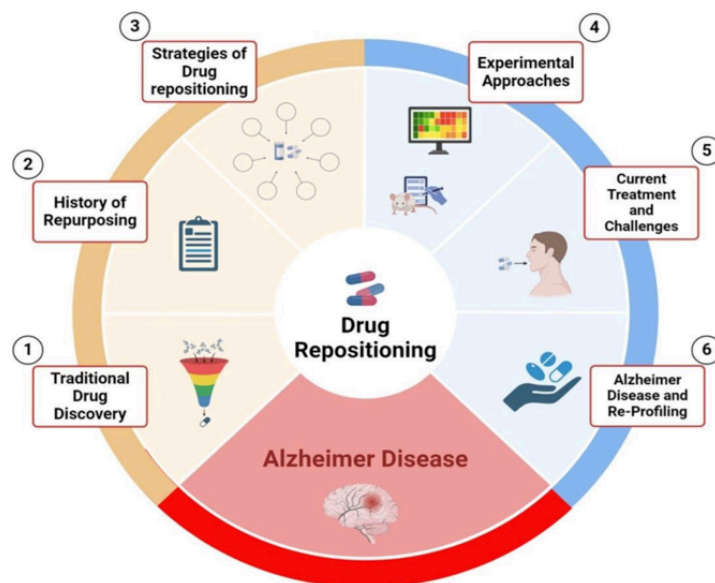 3
Strategies of
Drug
repositioning
4
Experimental
Approaches
2
History of
Repurposing
5
Current
Treatment
and
Challenges
1
Traditional
Drug
Discovery
Drug
Repositioning
6
Alzheimer
Disease and
Re-Profiling
Alzheimer Disease